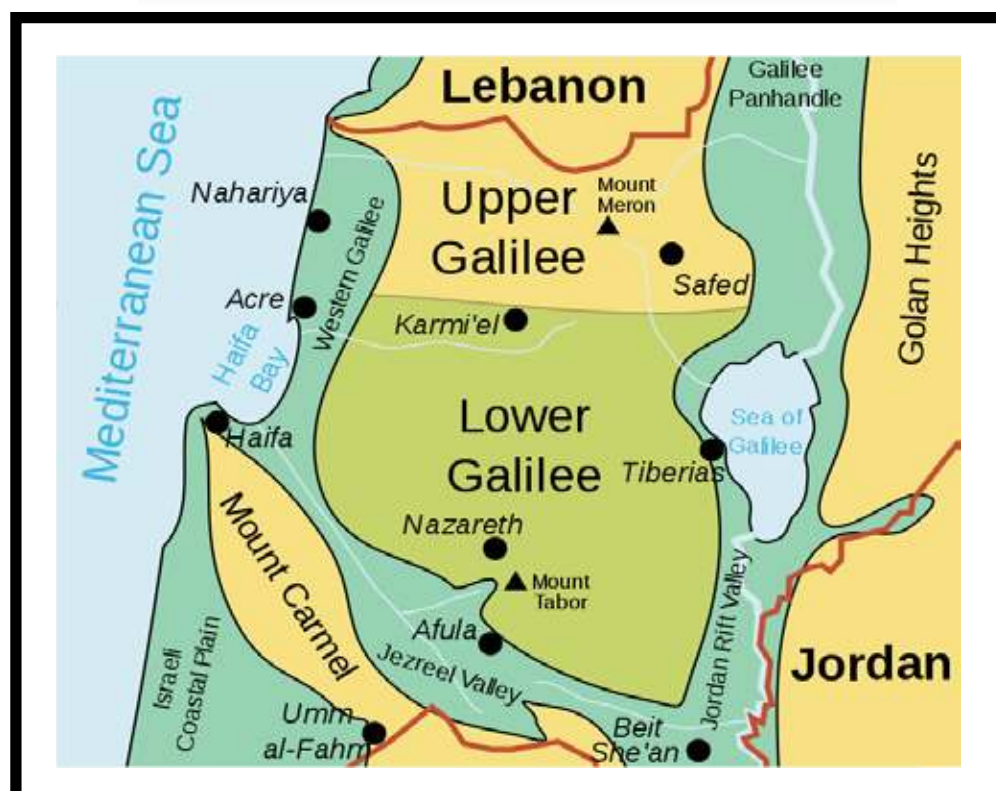 Lebanon
Galilee
Panhandle
Mediterranean Sea
Nahariya
Western Galilee
Upper
Galilee
Mount
Meron
Safed
Golan Heights
Acre
Haifa
Bay
Karmi'el
Haifa
Lower
Galilee
Sea of
Galilee
Tiberias
Nazareth
Mount
Tabor
Mount Carmel
Afula
Jezreel Valley
Jordan Rift Valley
Jordan
Israeli
Coastal Plain
Umm
al-Fahm
Beit
She'an